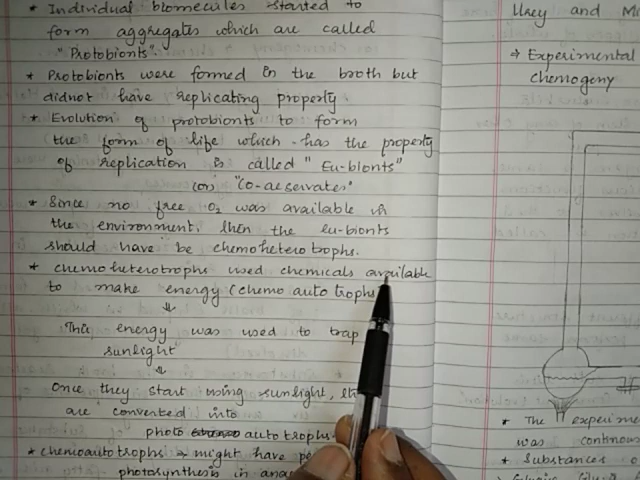 * Individual biomecules started to
form aggregates which are called
"Protobionts".
* Protobionts were formed in the broth but
didnot have replicating property.
* Evolution of protobionts to form
the form of life which has the property
of replication is called "Eu-bionts"
(or) "Co-aeservates"
* Since no free O2 was available in
the environment, then the eu-bionts
should have be chemoheterotrophs.
* chemoheterotrophs used chemicals available
to make energy (chemo autotrophs
⇓
This energy was used to trap
sunlight"
⇓
Once they start using sunlight,
are converted into
photo autotrophs.
* chemoautotrophs → might have
photosynthesis in
Urey and
→ Experimental
chemogeny
* The experime
was continous
* Substances